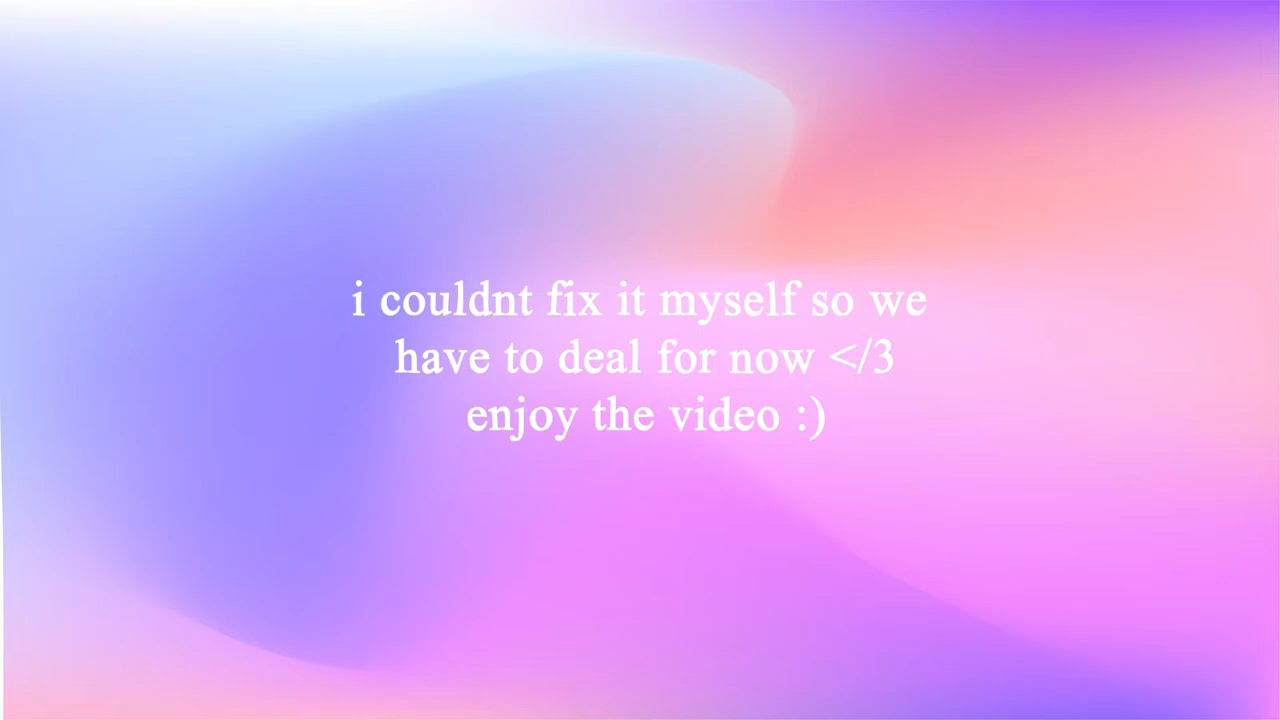 i couldnt fix it myself so we
have to deal for now </3
enjoy the video :)